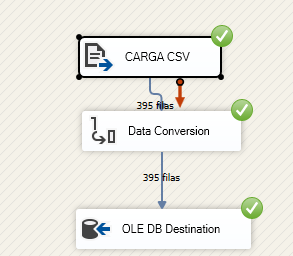 CARGA CSV
395 filas
Data Conversion
395 filas
OLE DB Destination